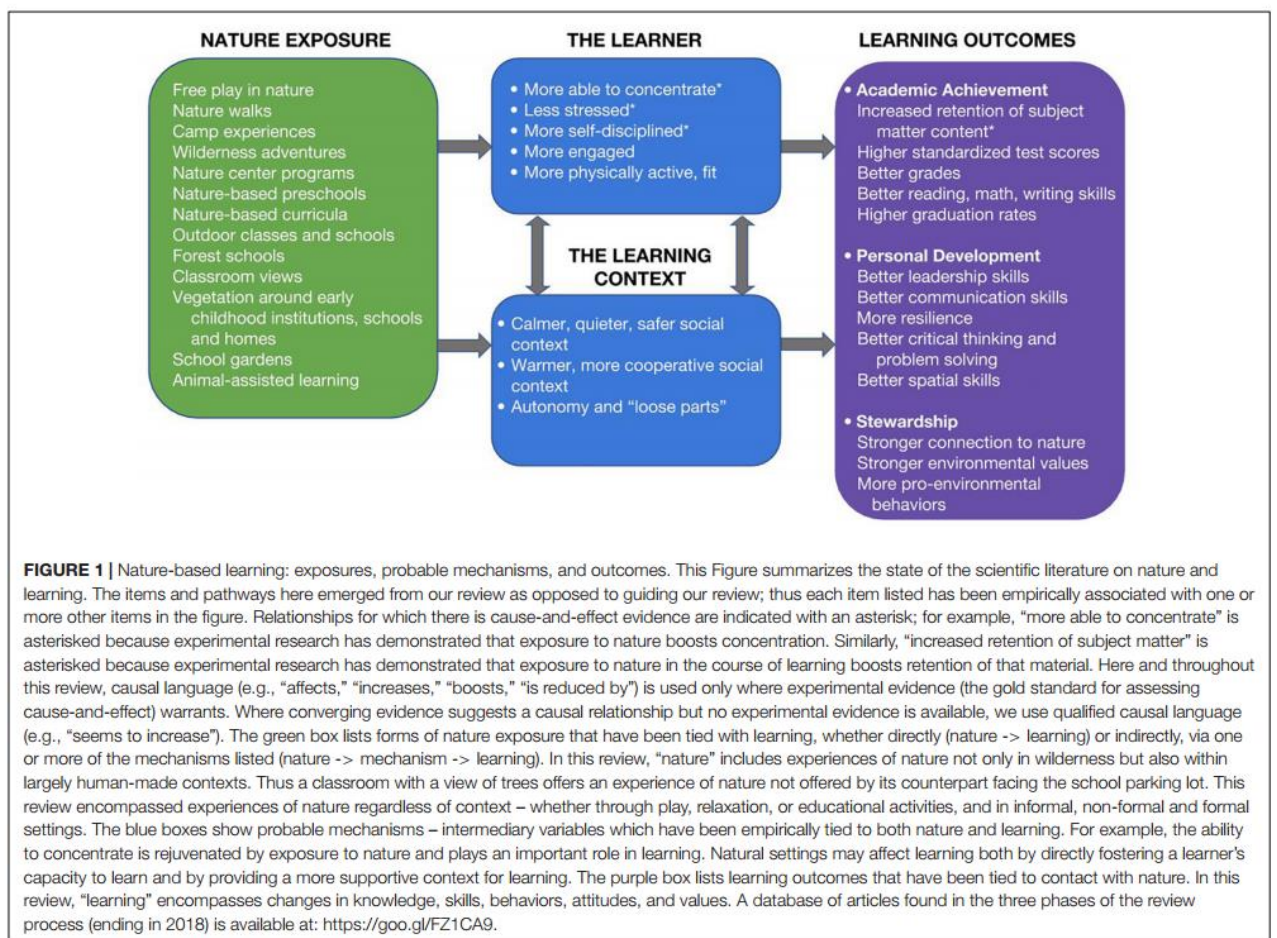 NATURE EXPOSURE
Free play in nature
Nature walks
Camp experiences
Wilderness adventures
Nature center programs
Nature-based preschools
Nature-based curricula
Outdoor classes and schools
Forest schools
Classroom views
Vegetation around early
childhood institutions, schools
and homes
School gardens
Animal-assisted learning
THE LEARNER
• More able to concentrate*
• Less stressed*
• More self-disciplined*
• More engaged
• More physically active, fit
THE LEARNING
CONTEXT
• Calmer, quieter, safer social
context
• Warmer, more cooperative social
context
• Autonomy and “loose parts”
LEARNING OUTCOMES
• Academic Achievement
Increased retention of subject
matter content*
Higher standardized test scores
Better grades
Better reading, math, writing skills
Higher graduation rates
• Personal Development
Better leadership skills
Better communication skills
More resilience
Better critical thinking and
problem solving
Better spatial skills
• Stewardship
Stronger connection to nature
Stronger environmental values
More pro-environmental
behaviors
FIGURE 1 | Nature-based learning: exposures, probable mechanisms, and outcomes. This Figure summarizes the state of the scientific literature on nature and
learning. The items and pathways here emerged from our review as opposed to guiding our review; thus each item listed has been empirically associated with one or
more other items in the figure. Relationships for which there is cause-and-effect evidence are indicated with an asterisk; for example, “more able to concentrate” is
asterisked because experimental research has demonstrated that exposure to nature boosts concentration. Similarly, “increased retention of subject matter” is
asterisked because experimental research has demonstrated that exposure to nature in the course of learning boosts retention of that material. Here and throughout
this review, causal language (e.g., “affects,” “increases,” “boosts,” “is reduced by”) is used only where experimental evidence (the gold standard for assessing
cause-and-effect) warrants. Where converging evidence suggests a causal relationship but no experimental evidence is available, we use qualified causal language
(e.g., “seems to increase”). The green box lists forms of nature exposure that have been tied with learning, whether directly (nature -> learning) or indirectly, via one
or more of the mechanisms listed (nature -> mechanism -> learning). In this review, “nature” includes experiences of nature not only in wilderness but also within
largely human-made contexts. Thus a classroom with a view of trees offers an experience of nature not offered by its counterpart facing the school parking lot. This
review encompassed experiences of nature regardless of context – whether through play, relaxation, or educational activities, and in informal, non-formal and formal
settings. The blue boxes show probable mechanisms – intermediary variables which have been empirically tied to both nature and learning. For example, the ability
to concentrate is rejuvenated by exposure to nature and plays an important role in learning. Natural settings may affect learning both by directly fostering a learner’s
capacity to learn and by providing a more supportive context for learning. The purple box lists learning outcomes that have been tied to contact with nature. In this
review, “learning” encompasses changes in knowledge, skills, behaviors, attitudes, and values. A database of articles found in the three phases of the review
process (ending in 2018) is available at: https://goo.gl/FZ1CA9.